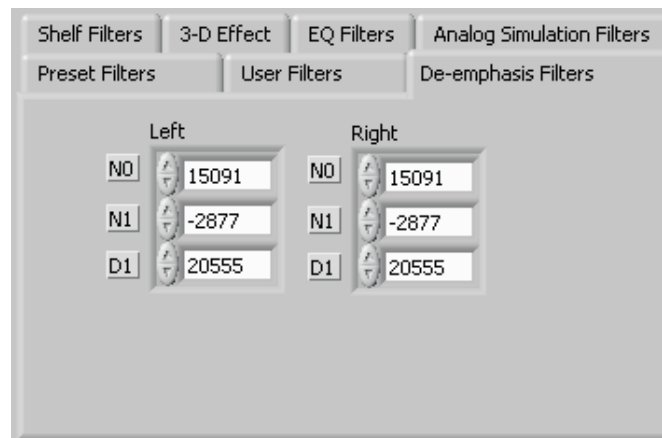 Shelf Filters 3-D Effect EQ Filters Analog Simulation Filters
Preset Filters User Filters De-emphasis Filters
Left Right
N0 15091 N0 15091
N1 -2877 N1 -2877
D1 20555 D1 20555